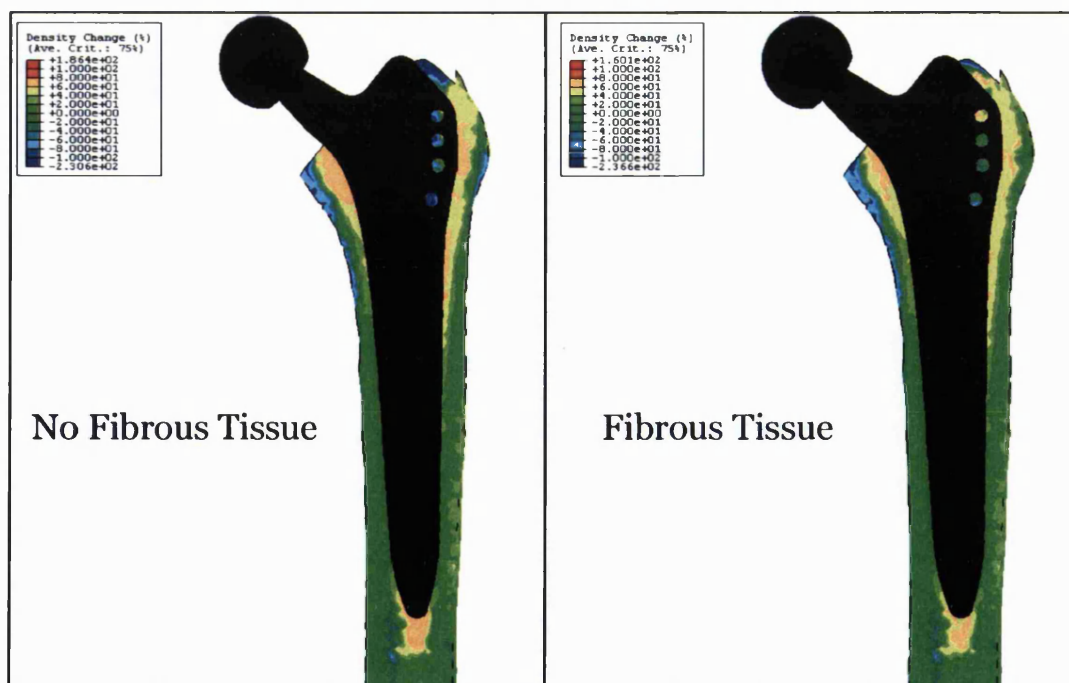 Density Change (%)
(Ave. Crit.: 75%)
+1.864e+02
+1.000e+02
+8.000e+01
+6.000e+01
+4.000e+01
+2.000e+01
+0.000e+00
-2.000e+01
-4.000e+01
-6.000e+01
-8.000e+01
-1.000e+02
-2.306e+02
No Fibrous Tissue
Density Change (%)
(Ave. Crit.: 75%)
+1.601e+02
+1.000e+02
+8.000e+01
+6.000e+01
+4.000e+01
+2.000e+01
+0.000e+00
-2.000e+01
-4.000e+01
-6.000e+01
-8.000e+01
-1.000e+02
-2.366e+02
Fibrous Tissue